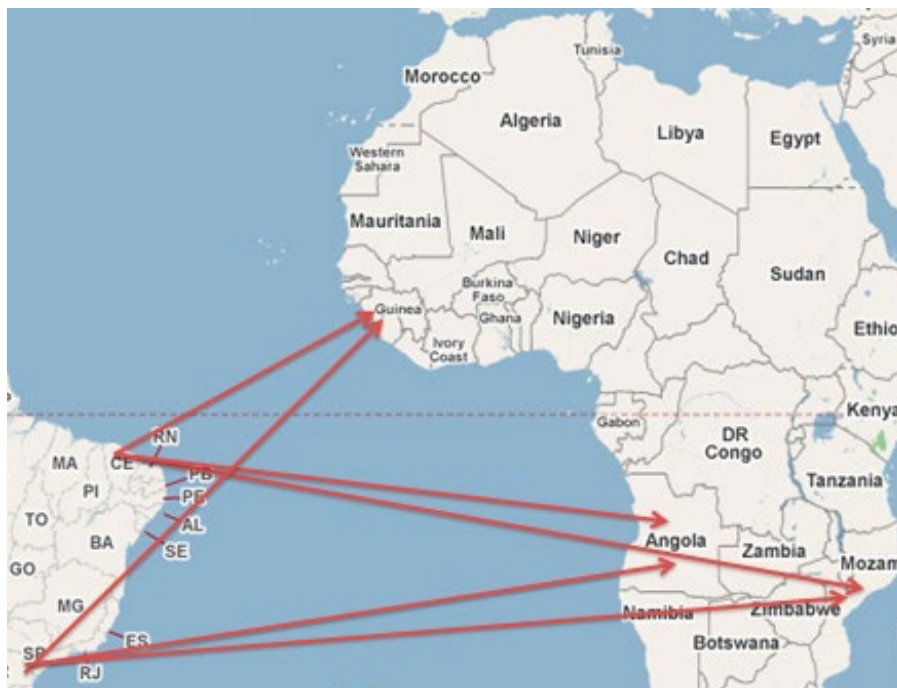 Tunisia
Syria
Morocco
Algeria
Libya
Egypt
Western
Sahara
Mauritania
Mali
Niger
Chad
Sudan
Burkina
Faso
Guinea
Ghana
Nigeria
Ethio
Ivory
Coast
Kenya
Gabon
DR
Congo
Tanzania
RN
MA
CE
PB
PI
PE
TO
AL
BA
SE
Angola
Zambia
Mozam
GO
MG
Namibia
Zimbabwe
ES
Botswana
SP
RJ